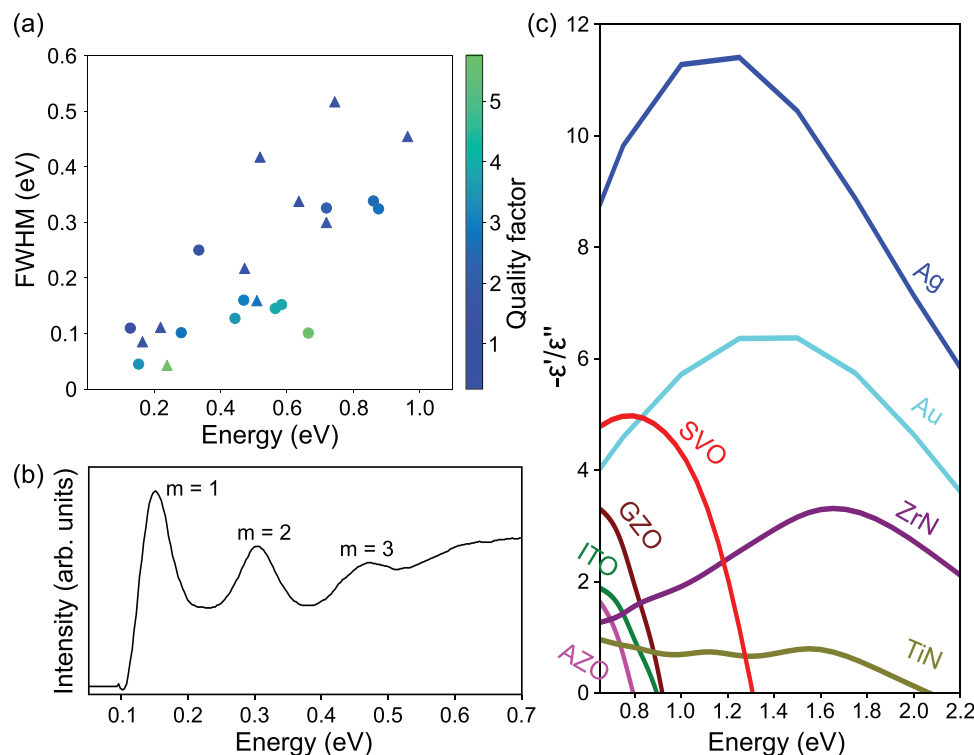 (a)
0.6
0.5
0.4
0.3
0.2
0.1
0
FWHM (eV)
0.2 0.4 0.6 0.8 1.0
Energy (eV)
5
4
3
2
1
Quality factor
(b)
Intensity (arb. units)
m = 1
m = 2
m = 3
0.1 0.2 0.3 0.4 0.5 0.6 0.7
Energy (eV)
(c)
12
10
8
6
4
2
0
-ε'/ε"
Ag
Au
SVO
GZO
ZrN
ITO
AZO
TiN
0.8 1.0 1.2 1.4 1.6 1.8 2.0 2.2
Energy (eV)